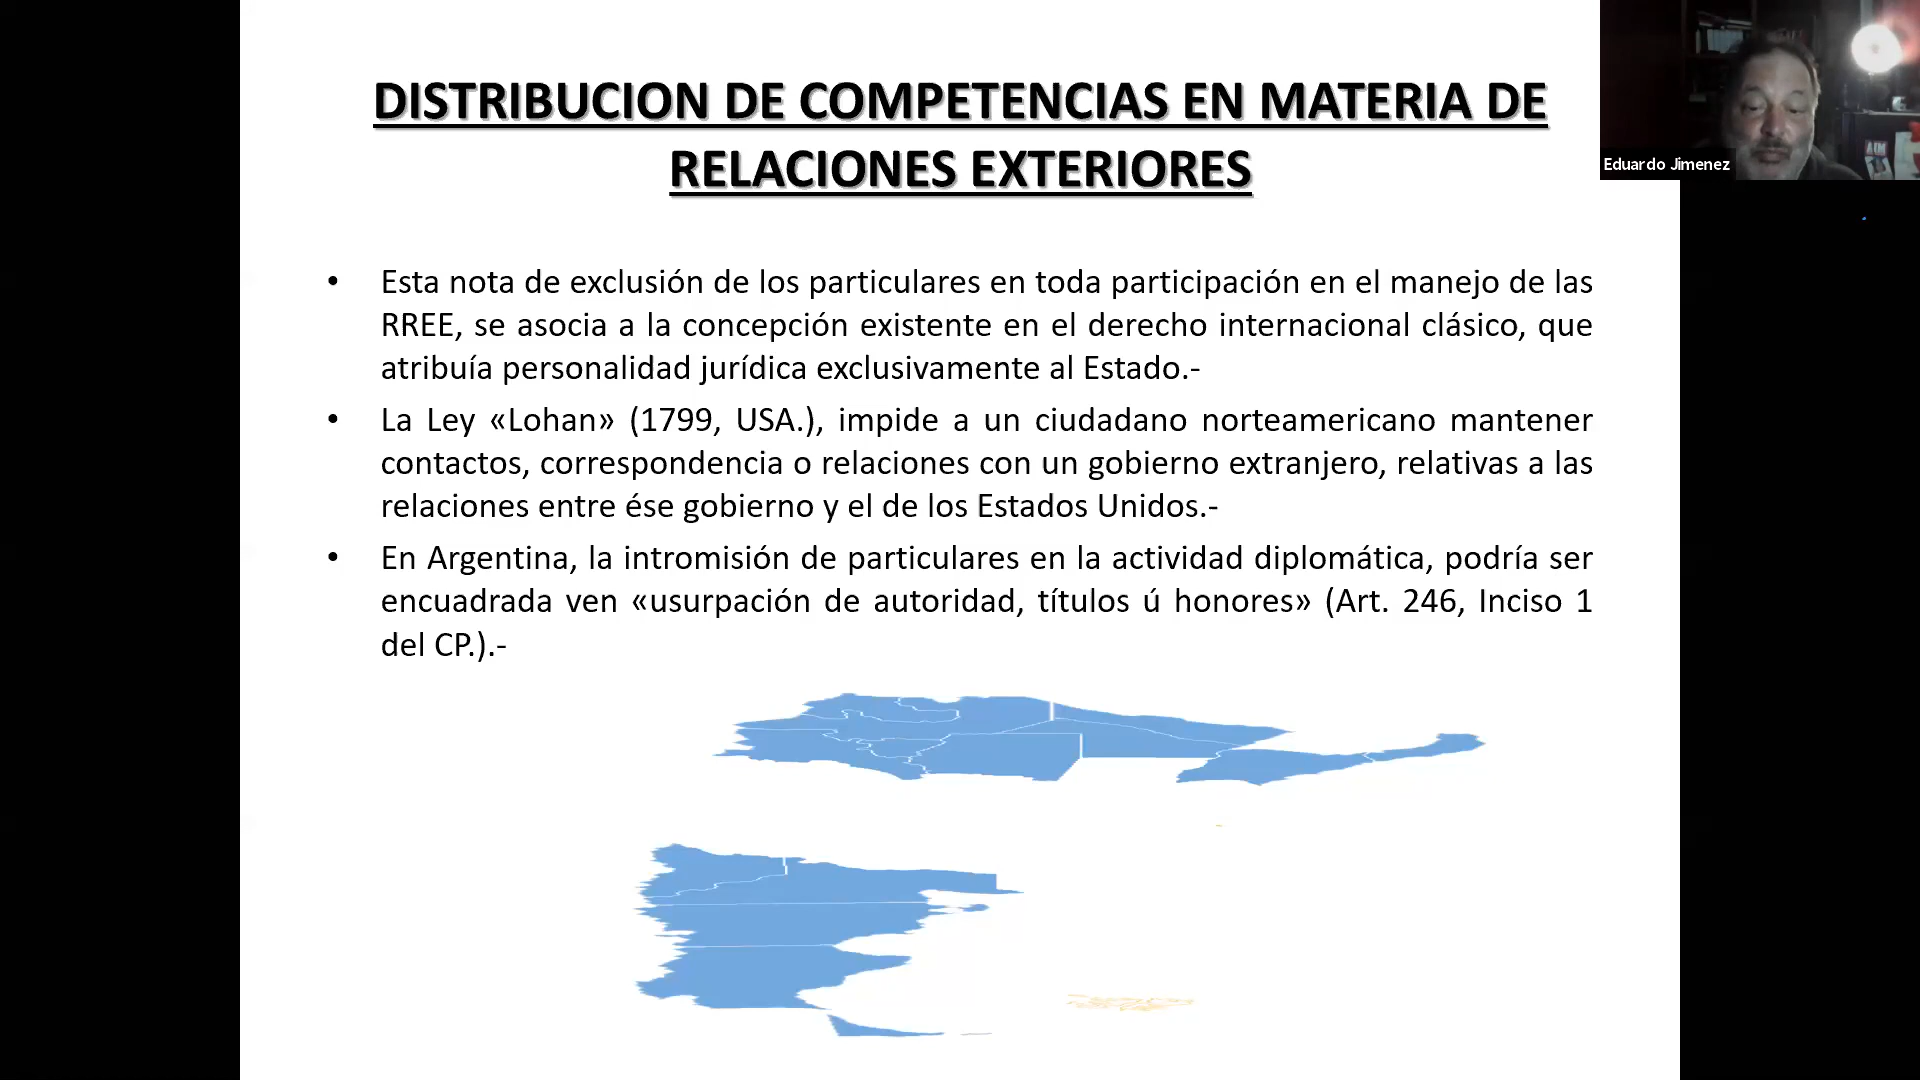 DISTRIBUCION DE COMPETENCIAS EN MATERIA DE
RELACIONES EXTERIORES
• Esta nota de exclusión de los particulares en toda participación en el manejo de las
RREE, se asocia a la concepción existente en el derecho internacional clásico, que
atribuía personalidad jurídica exclusivamente al Estado.-
• La Ley «Lohan» (1799, USA.), impide a un ciudadano norteamericano mantener
contactos, correspondencia o relaciones con un gobierno extranjero, relativas a las
relaciones entre ése gobierno y el de los Estados Unidos.-
• En Argentina, la intromisión de particulares en la actividad diplomática, podría ser
encuadrada ven «usurpación de autoridad, títulos ú honores» (Art. 246, Inciso 1
del CP.).-
Eduardo Jimenez
AIM